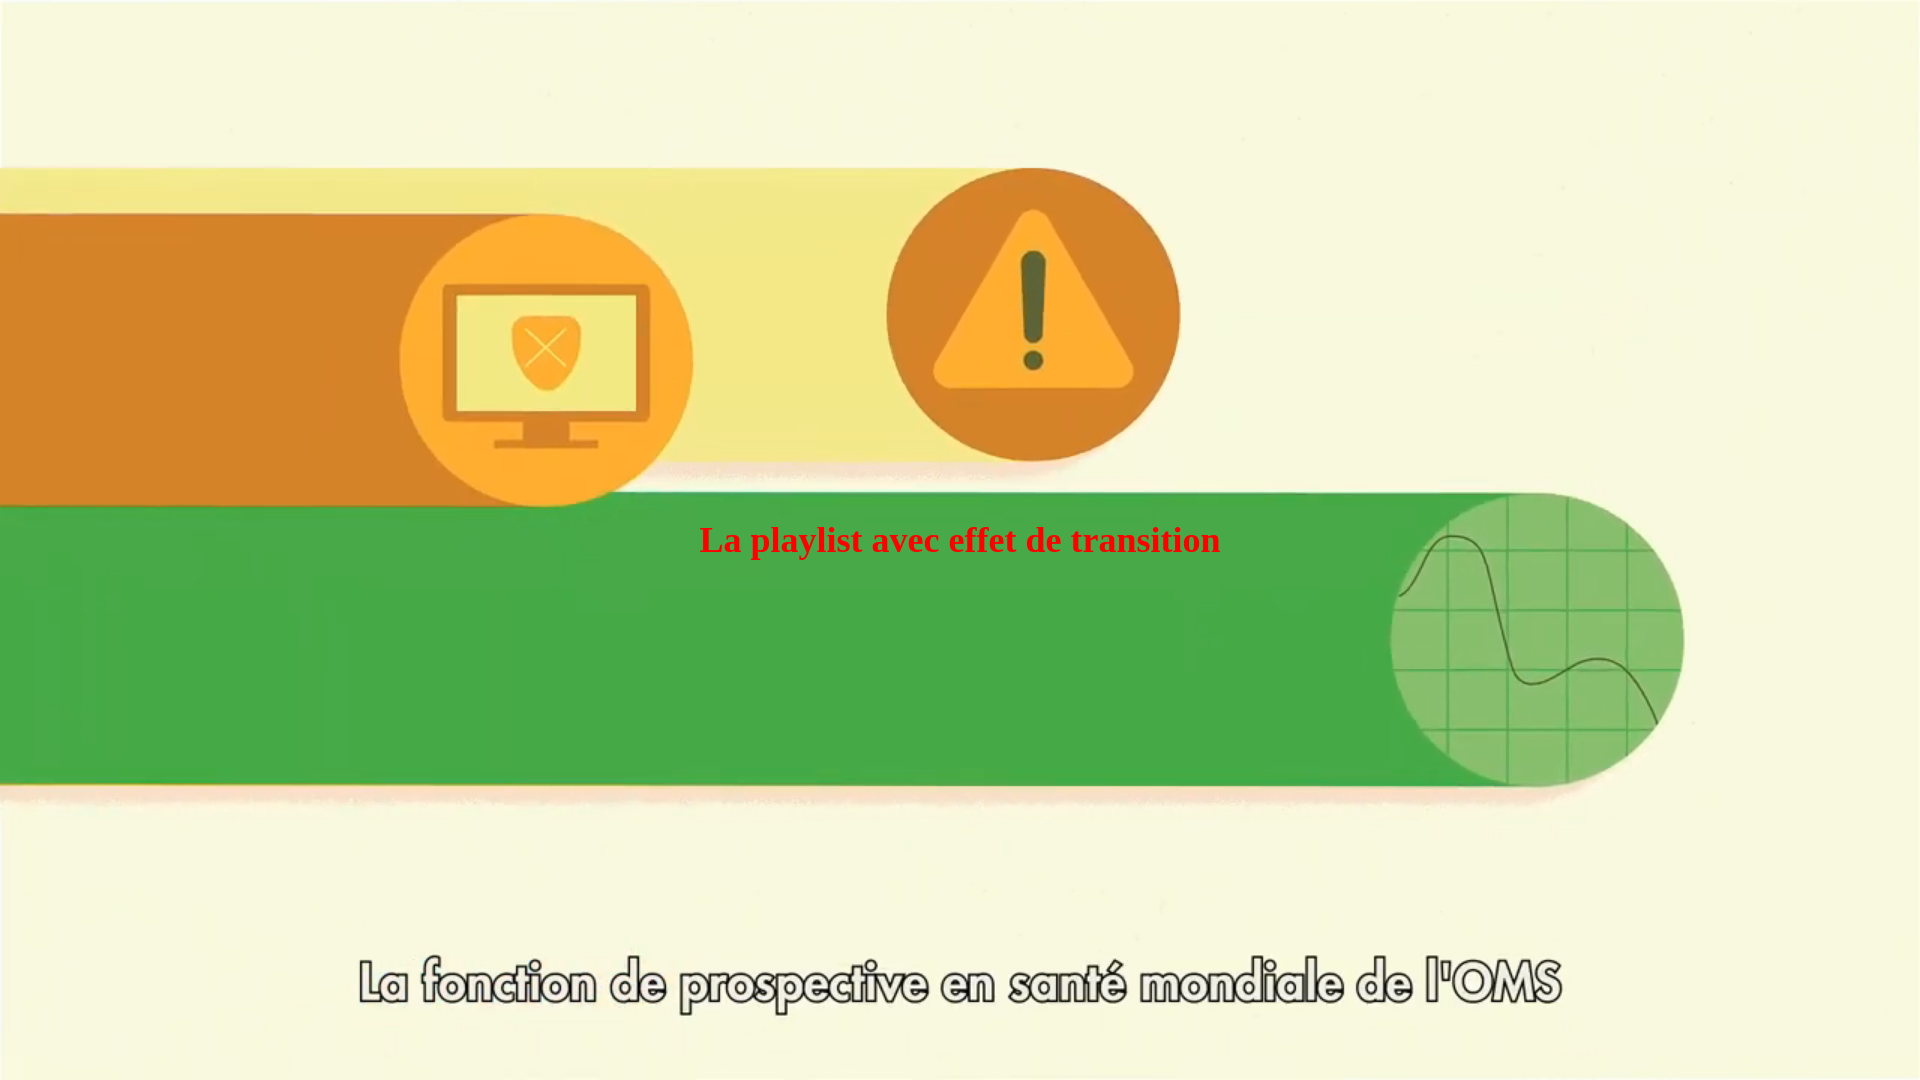 La playlist avec effet de transition
La fonction de prospective en santé mondiale de l'OMS